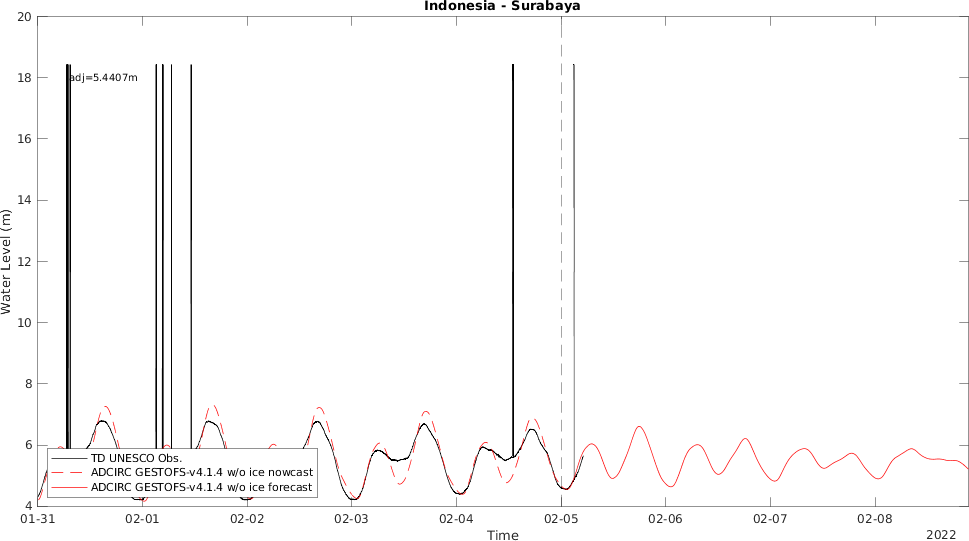 Indonesia - Surabaya
20
18
16
14
12
10
8
6
4
Water Level (m)
adj=5.4407m
TD UNESCO Obs.
ADCIRC GESTOFS-v4.1.4 w/o ice nowcast
ADCIRC GESTOFS-v4.1.4 w/o ice forecast
01-31 02-01 02-02 02-03 02-04 02-05 02-06 02-07 02-08
Time
2022